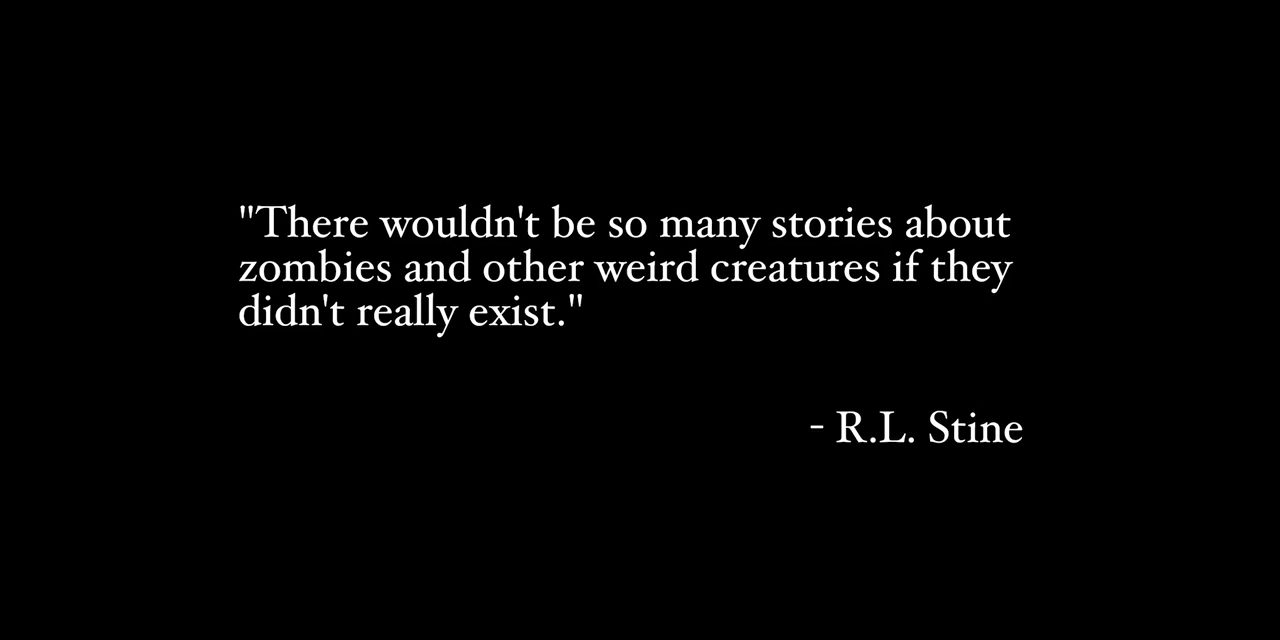 "There wouldn't be so many stories about
zombies and other weird creatures if they
didn't really exist."
- R.L. Stine